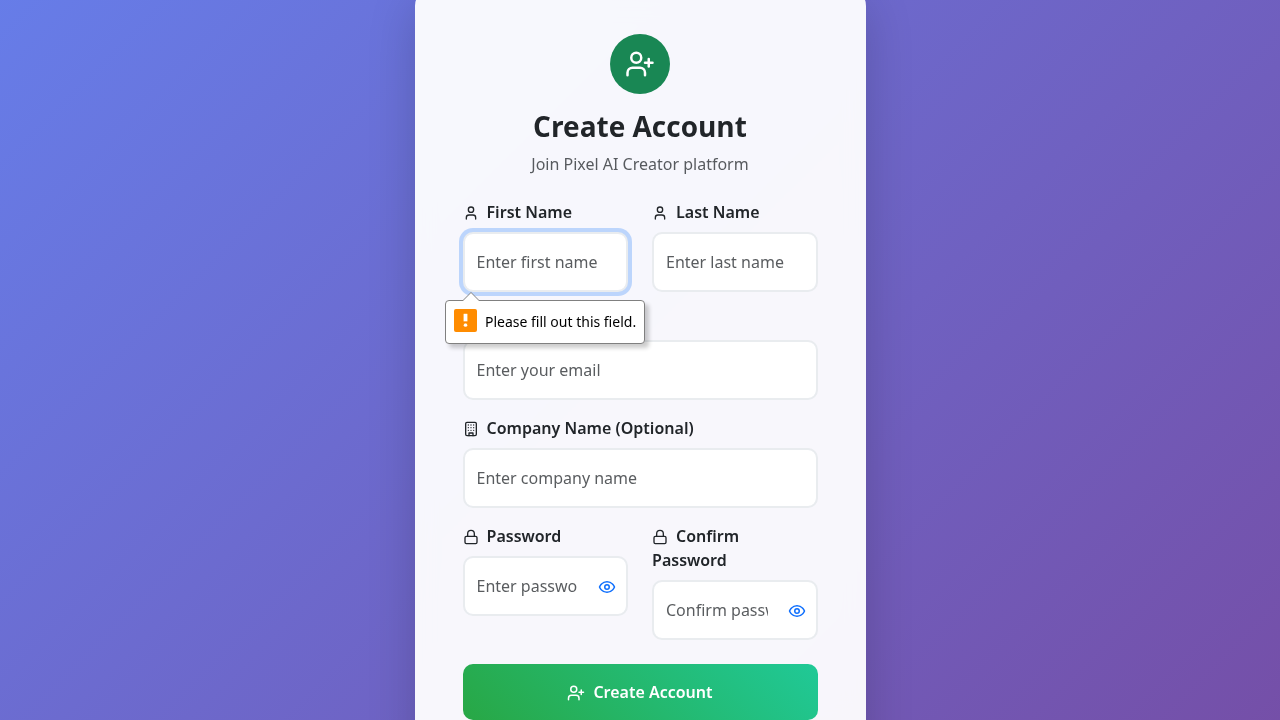 Create Account
Join Pixel AI Creator platform
First Name
Last Name
Enter first name
Enter last name
Please fill out this field.
Enter your email
Company Name (Optional)
Enter company name
Password
Confirm Password
Enter passwo
Confirm passw
Create Account